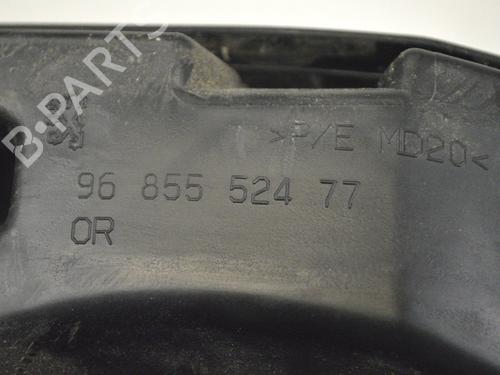 B-PARTS
>P/E MD20<
96 855 524 77
OR